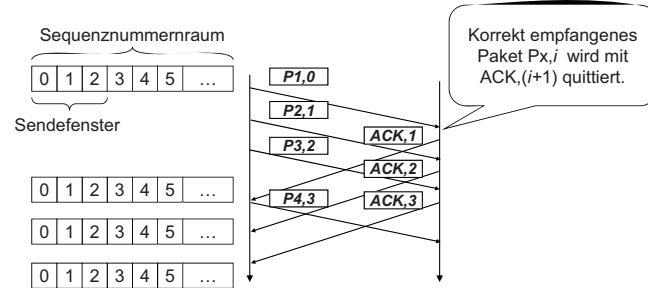 Sequenznummernraum
0 1 2 3 4 5 …
Sendefenster
P1,0
P2,1
P3,2
P4,3
ACK,1
ACK,2
ACK,3
Korrekt empfangenes
Paket Px,i wird mit
ACK,(i+1) quittiert.
0 1 2 3 4 5 …
0 1 2 3 4 5 …
0 1 2 3 4 5 …